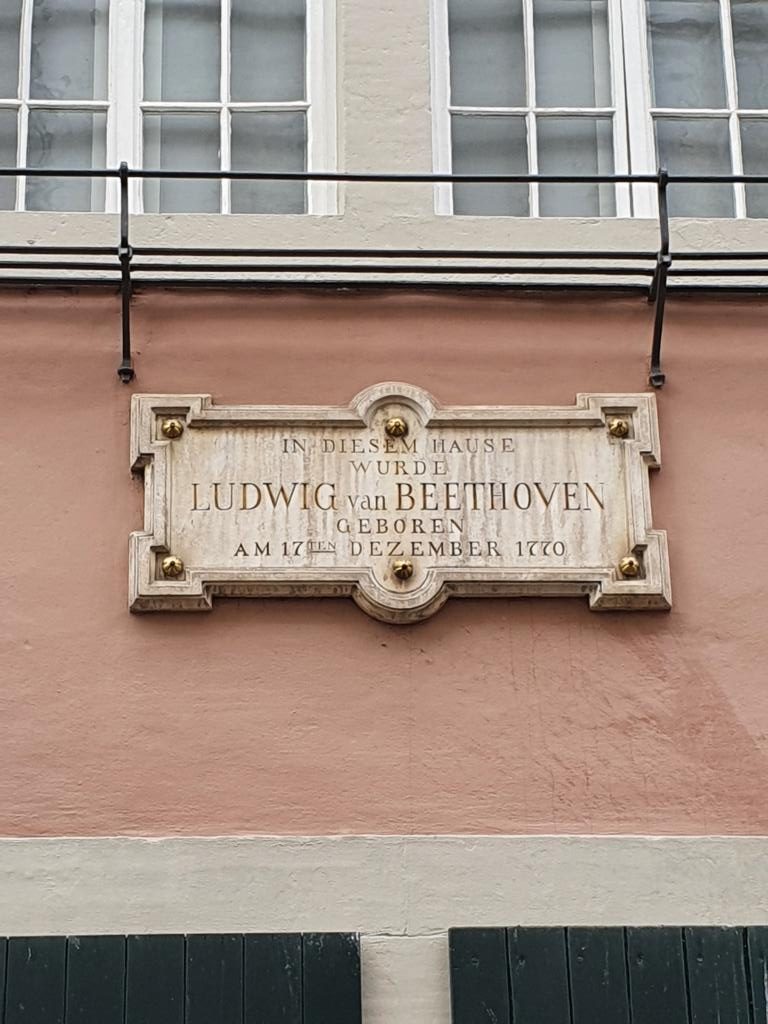 IN DIESEM HAUSE
WURDE
LUDWIG van BEETHOVEN
GEBOREN
AM 17TEN DEZEMBER 1770